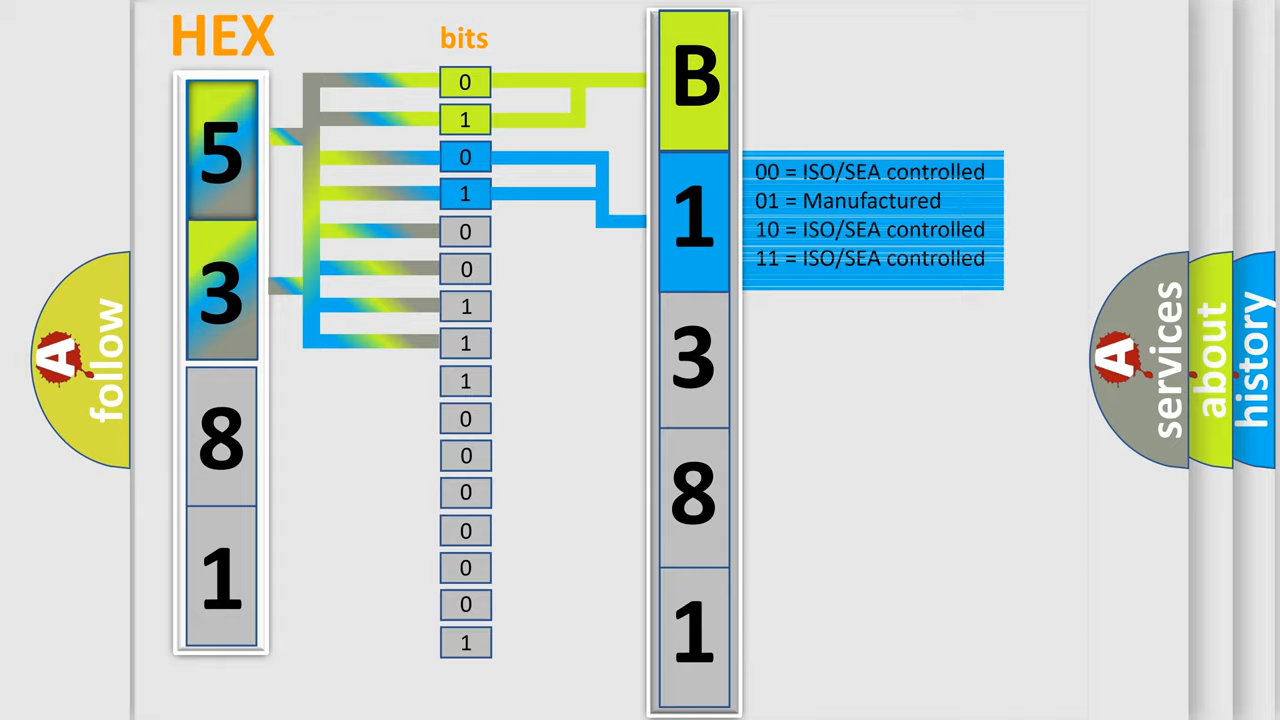 HEX
bits
5
3
8
1
0
1
0
1
0
0
1
1
1
0
0
0
0
0
0
1
B
1
3
8
1
00 = ISO/SEA controlled
01 = Manufactured
10 = ISO/SEA controlled
11 = ISO/SEA controlled
A
follow
A
services
about
history